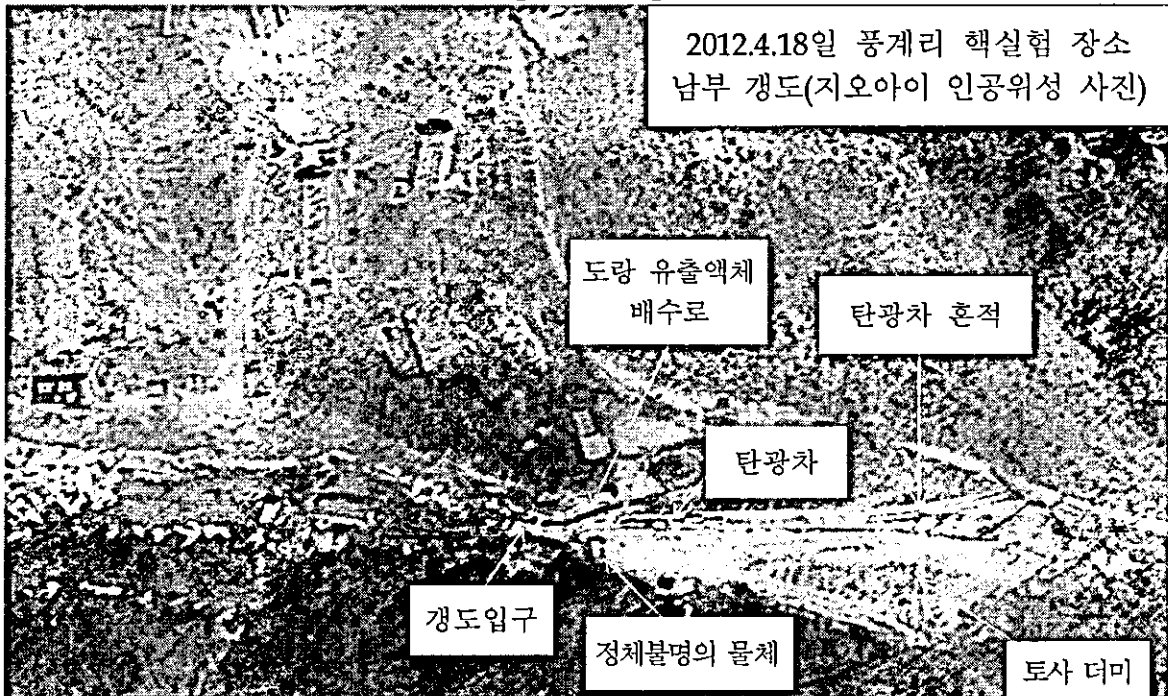 2012.4.18일 풍계리 핵실험 장소
남부 갱도(지오아이 인공위성 사진)
도랑 유출액체
배수로
탄광차 흔적
탄광차
갱도입구
정체불명의 물체
토사 더미